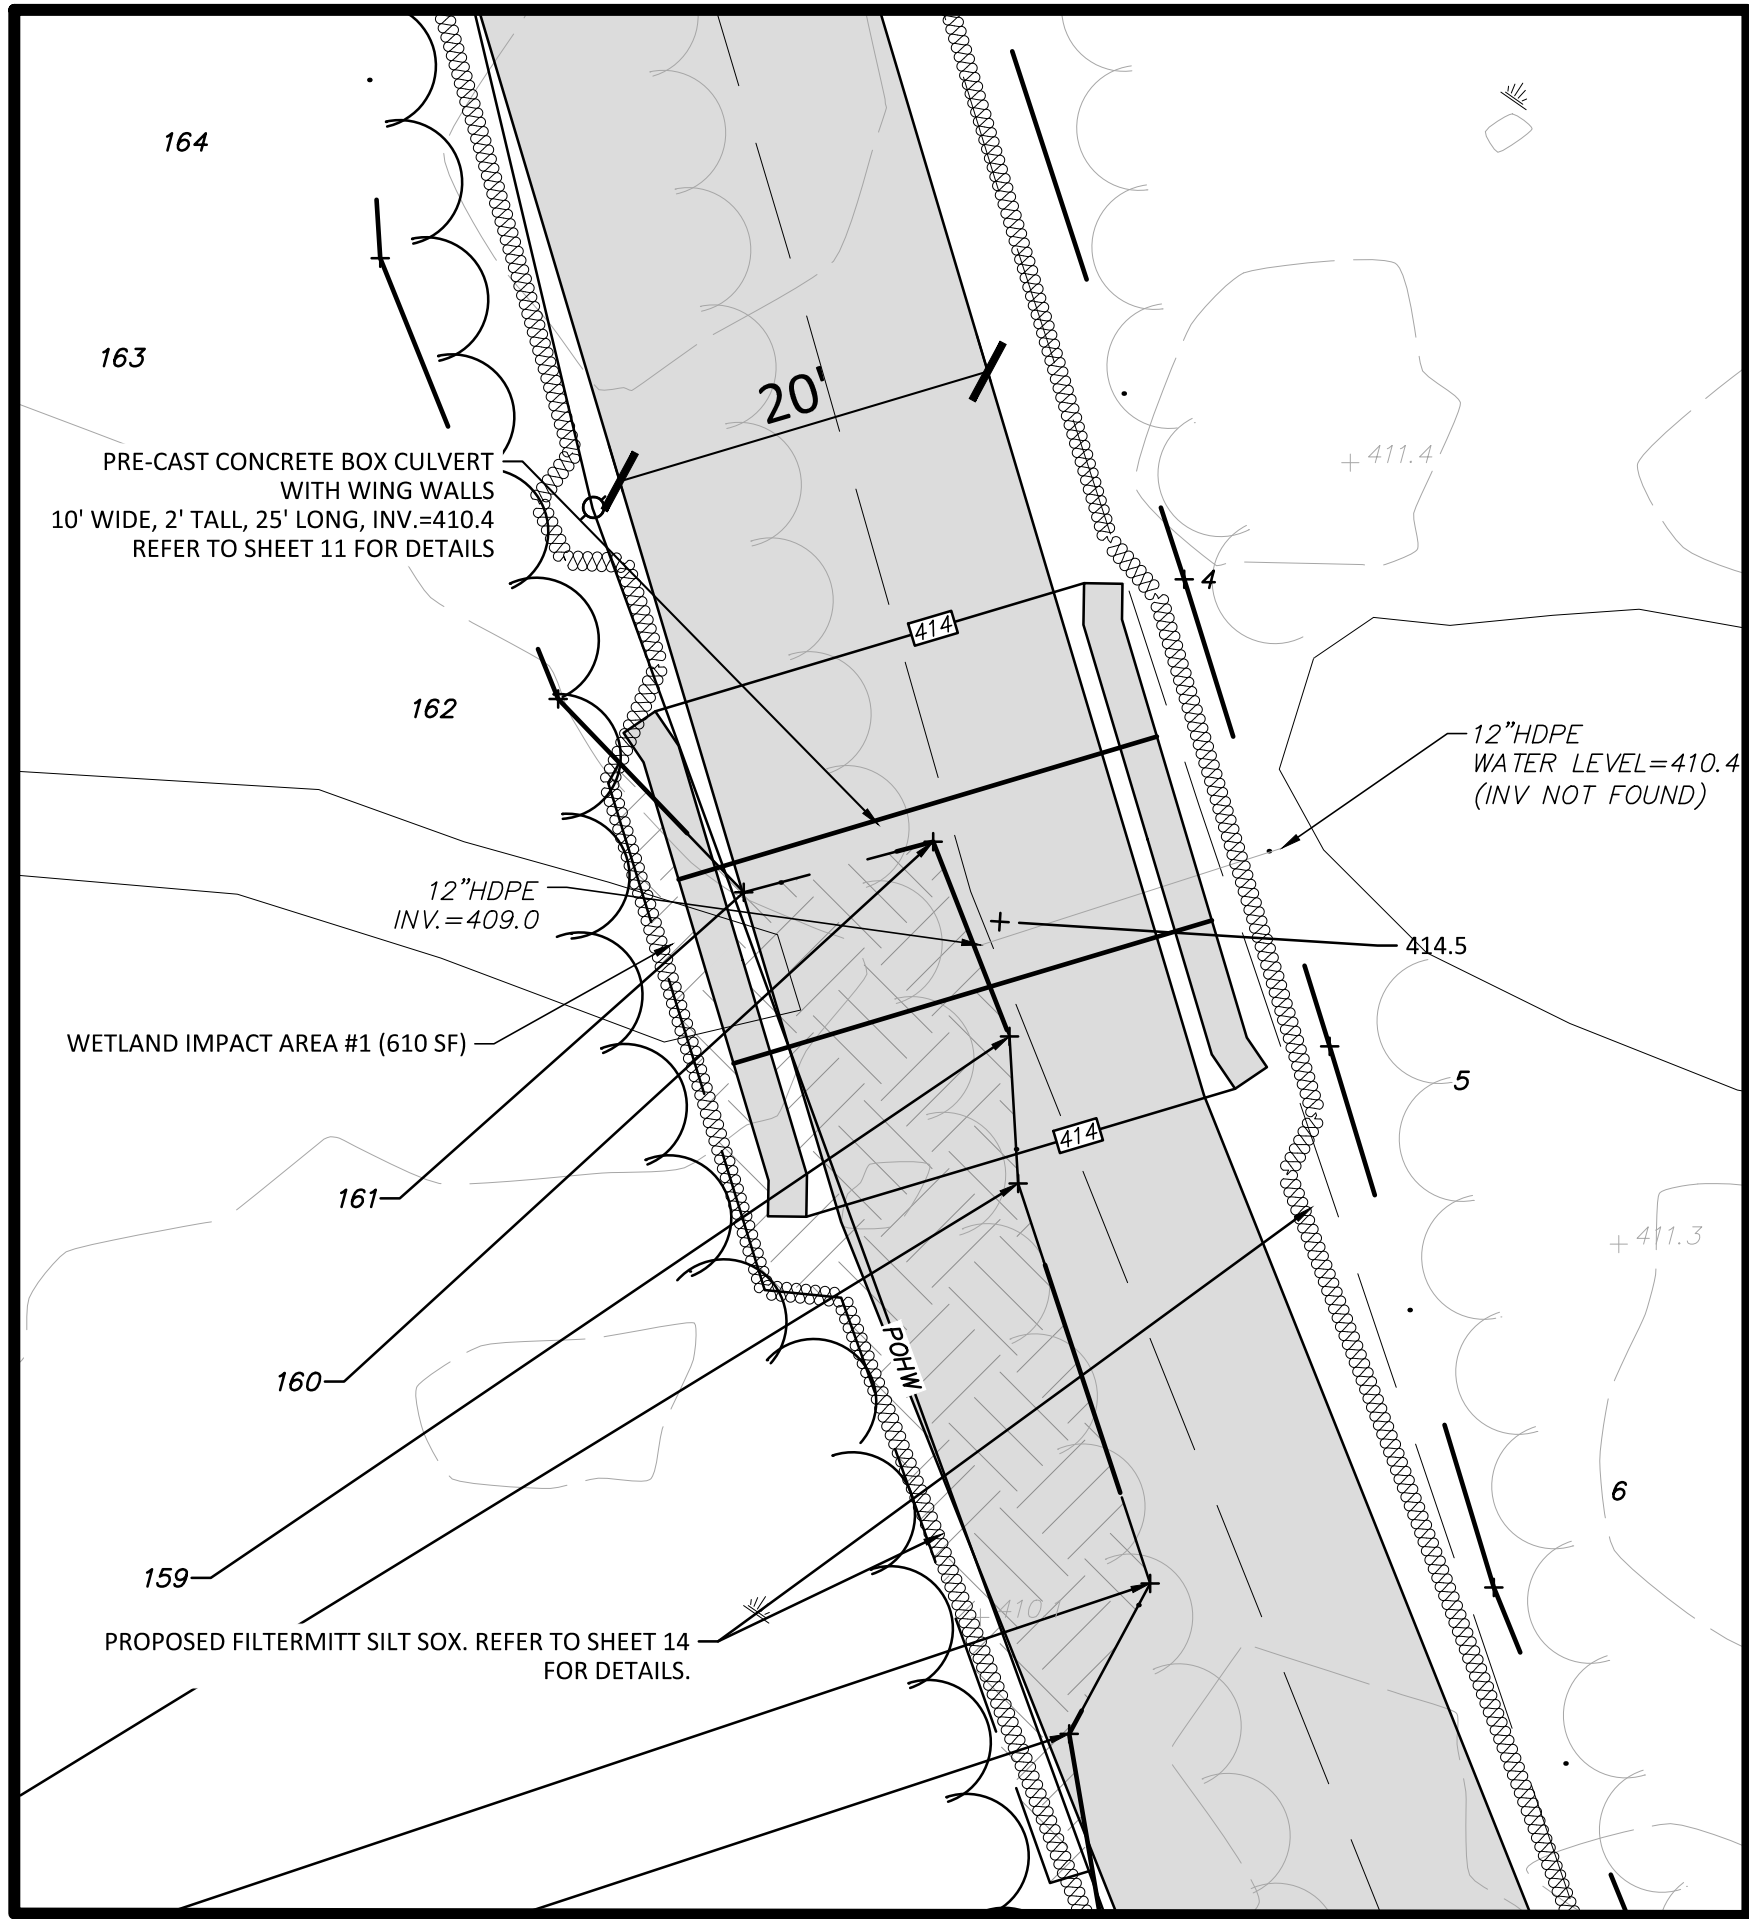 164
163
20'
411.4
PRE-CAST CONCRETE BOX CULVERT
WITH WING WALLS
10' WIDE, 2' TALL, 25' LONG, INV.=410.4
REFER TO SHEET 11 FOR DETAILS
4
414
162
12"HDPE
WATER LEVEL=410.4
(INV NOT FOUND)
12"HDPE
INV.=409.0
414.5
WETLAND IMPACT AREA #1 (610 SF)
5
414
161
411.3
POHW
160
6
159
410.1
PROPOSED FILTERMITT SILT SOX. REFER TO SHEET 14
FOR DETAILS.